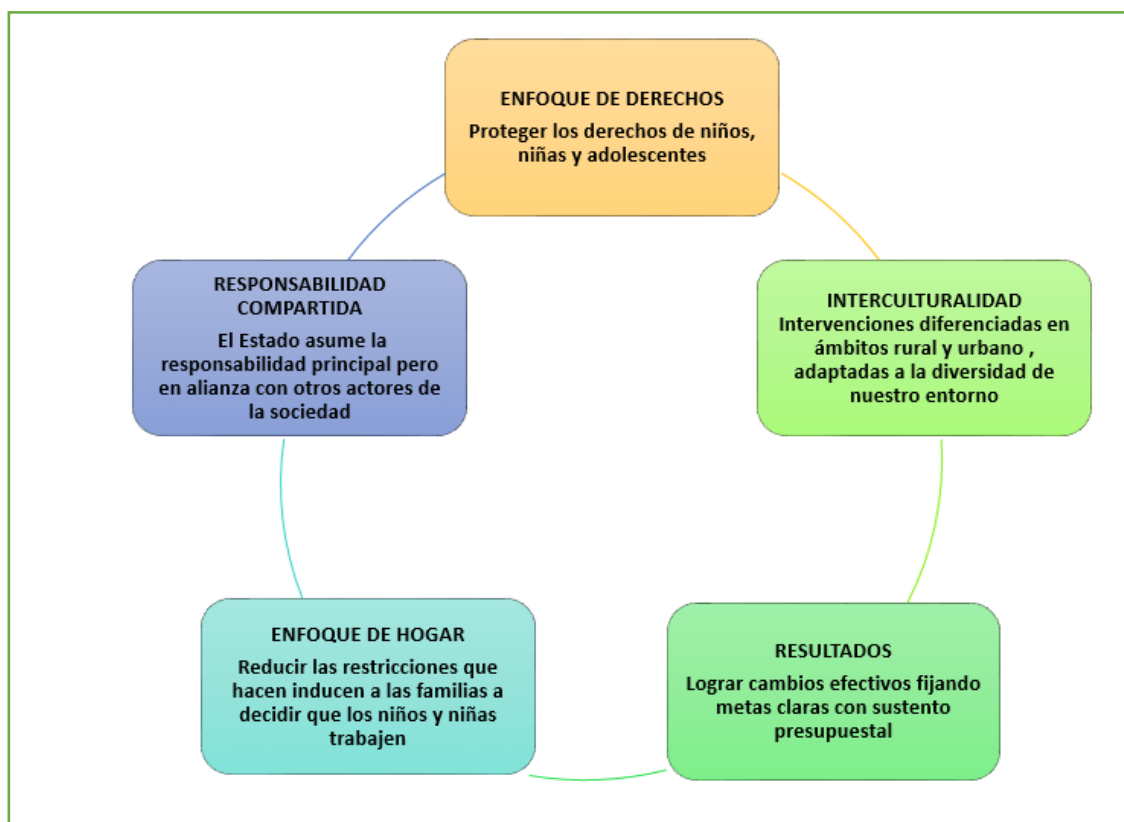 ENFOQUE DE DERECHOS
Proteger los derechos de niños,
niñas y adolescentes
INTERCULTURALIDAD
Intervenciones diferenciadas en
ámbitos rural y urbano ,
adaptadas a la diversidad de
nuestro entorno
RESULTADOS
Lograr cambios efectivos fijando
metas claras con sustento
presupuestal
ENFOQUE DE HOGAR
Reducir las restricciones que
hacen inducen a las familias a
decidir que los niños y niñas
trabajen
RESPONSABILIDAD
COMPARTIDA
El Estado asume la
responsabilidad principal pero
en alianza con otros actores de
la sociedad